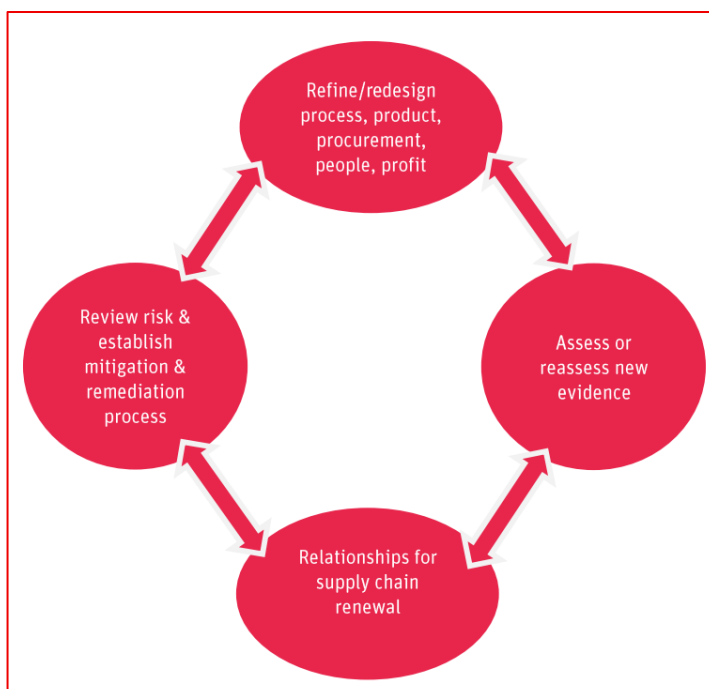 Refine/redesign
process, product,
procurement,
people, profit
Review risk &
establish
mitigation &
remediation
process
Assess or
reassess new
evidence
Relationships for
supply chain
renewal